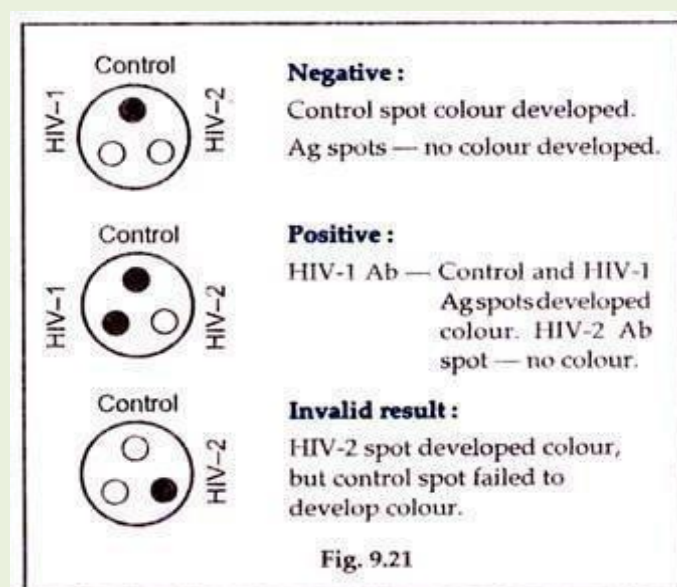 Control
HIV–1
HIV–2
Negative :
Control spot colour developed.
Ag spots — no colour developed.
Control
HIV–1
HIV–2
Positive :
HIV-1 Ab — Control and HIV-1
Ag spots developed
colour. HIV-2 Ab
spot — no colour.
Control
HIV–2
Invalid result :
HIV-2 spot developed colour,
but control spot failed to
develop colour.
Fig. 9.21